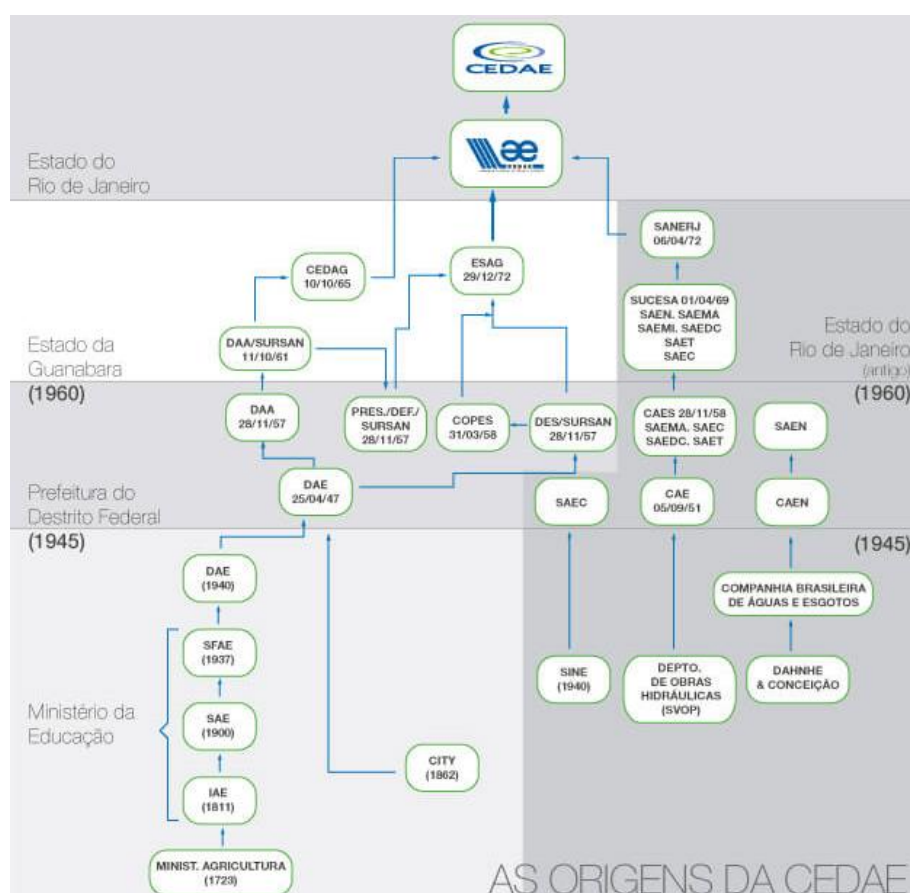 CEDAE
ae
CEDAE
Estado do
Rio de Janeiro
SANERJ
06/04/72
CEDAG
10/10/65
ESAG
29/12/72
SUCESA 01/04/69
SAEN. SAEMA
SAEMI. SAEDC
SAET
SAEC
Estado da
Guanabara
(1960)
DAA/SURSAN
11/10/61
Estado do
Rio de Janeiro
(antigo)
(1960)
DAA
28/11/57
PRES./DEF./
SURSAN
28/11/57
COPES
31/03/58
DES/SURSAN
28/11/57
CAES 28/11/58
SAEMA. SAEC
SAEDC. SAET
SAEN
Prefeitura do
Destrito Federal
(1945)
DAE
25/04/47
SAEC
CAE
05/09/51
CAEN
(1945)
DAE
(1940)
COMPANHIA BRASILEIRA
DE ÁGUAS E ESGOTOS
SFAE
(1937)
SINE
(1940)
DEPTO.
DE OBRAS
HIDRÁULICAS
(SVOP)
DAHNHE
& CONCEIÇÃO
Ministério da
Educação
SAE
(1900)
CITY
(1862)
IAE
(1811)
MINIST. AGRICULTURA
(1723)
AS ORIGENS DA CEDAE